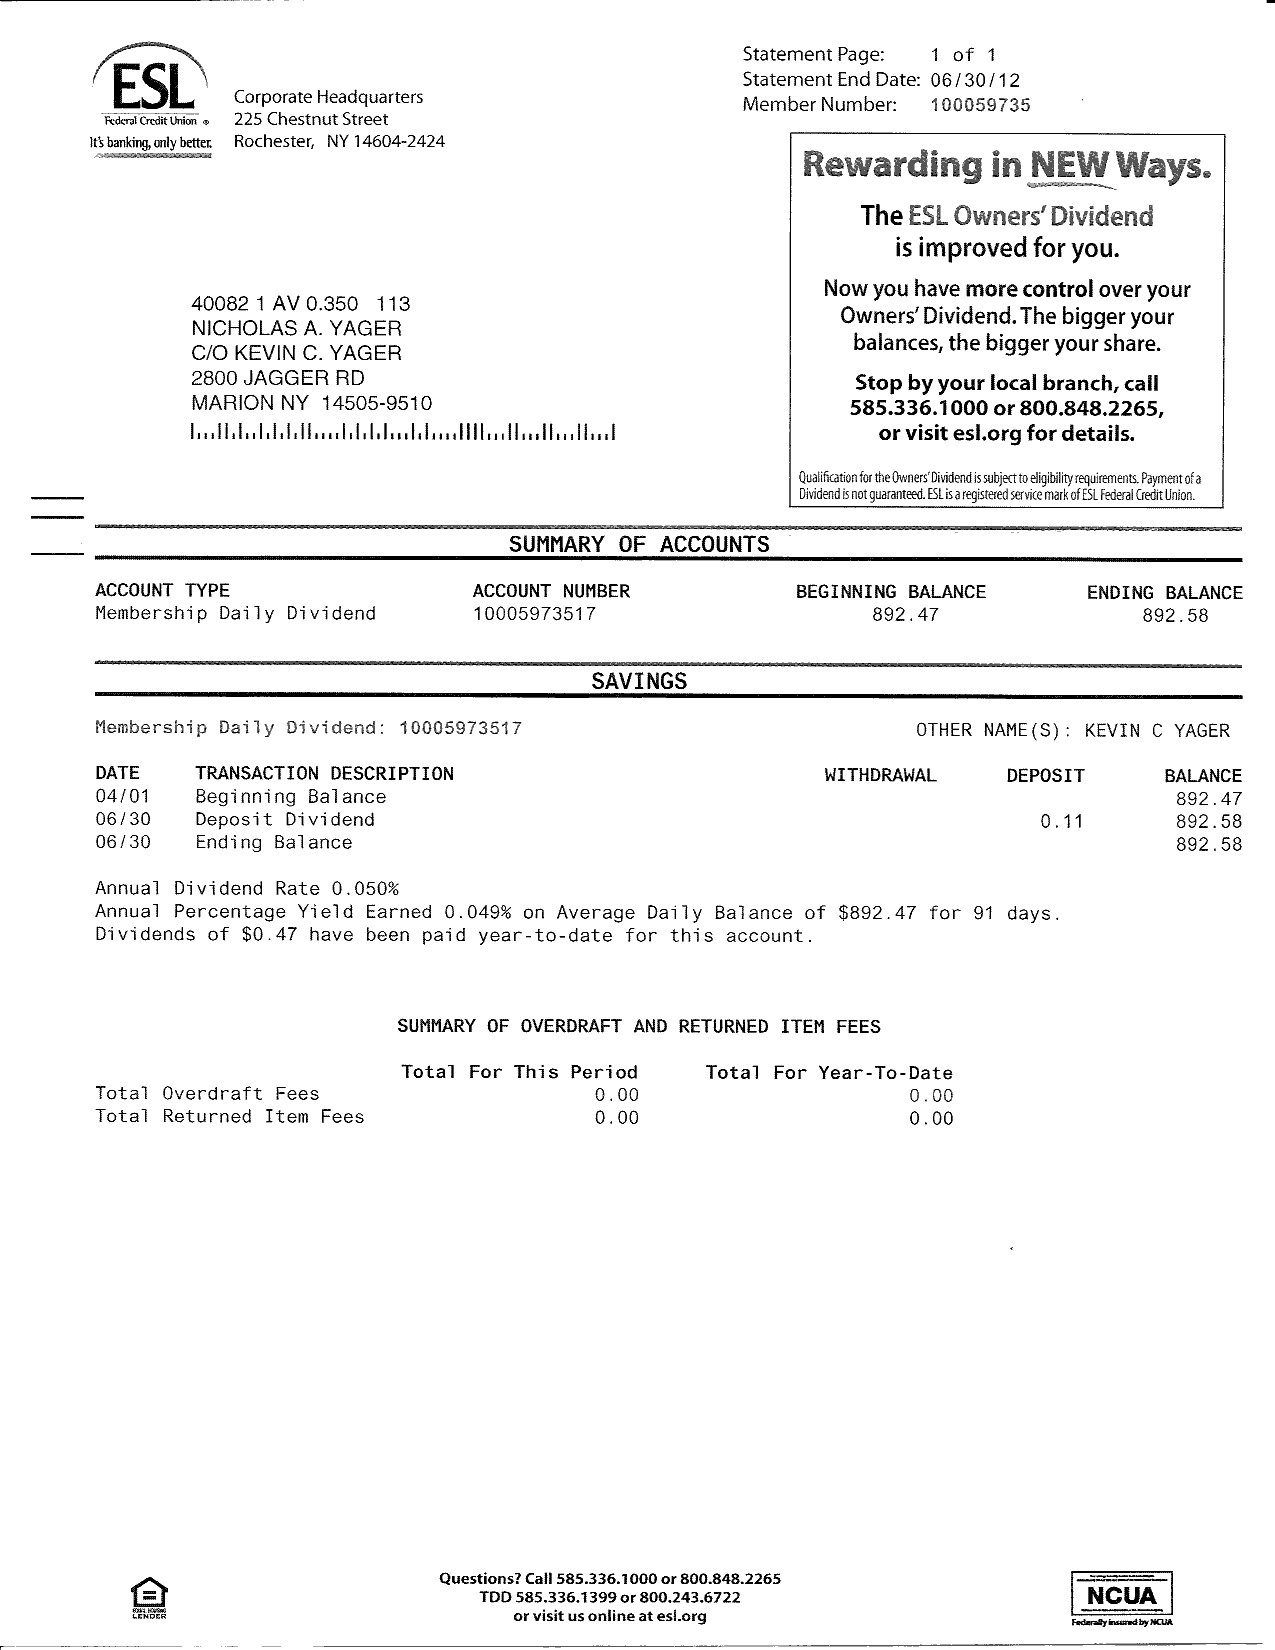 ESL
Federal Credit Union ®
It's banking, only better.
Corporate Headquarters
225 Chestnut Street
Rochester, NY 14604-2424
Statement Page: 1 of 1
Statement End Date: 06/30/12
Member Number: 100059735
Rewarding in NEW Ways.
The ESL Owners' Dividend
is improved for you.
Now you have more control over your
Owners' Dividend. The bigger your
balances, the bigger your share.
Stop by your local branch, call
585.336.1000 or 800.848.2265,
or visit esl.org for details.
Qualification for the Owners' Dividend is subject to eligibility requirements. Payment of a
Dividend is not guaranteed. ESL is a registered service mark of ESL Federal Credit Union.
40082 1 AV 0.350 113
NICHOLAS A. YAGER
C/O KEVIN C. YAGER
2800 JAGGER RD
MARION NY 14505-9510
SUMMARY OF ACCOUNTS
ACCOUNT TYPE ACCOUNT NUMBER BEGINNING BALANCE ENDING BALANCE
Membership Daily Dividend 10005973517 892.47 892.58
SAVINGS
Membership Daily Dividend: 10005973517 OTHER NAME(S): KEVIN C YAGER
DATE TRANSACTION DESCRIPTION WITHDRAWAL DEPOSIT BALANCE
04/01 Beginning Balance 892.47
06/30 Deposit Dividend 0.11 892.58
06/30 Ending Balance 892.58
Annual Dividend Rate 0.050%
Annual Percentage Yield Earned 0.049% on Average Daily Balance of $892.47 for 91 days.
Dividends of $0.47 have been paid year-to-date for this account.
SUMMARY OF OVERDRAFT AND RETURNED ITEM FEES
Total For This Period Total For Year-To-Date
Total Overdraft Fees 0.00 0.00
Total Returned Item Fees 0.00 0.00
EQUAL HOUSING
LENDER
Questions? Call 585.336.1000 or 800.848.2265
TDD 585.336.1399 or 800.243.6722
or visit us online at esl.org
NCUA
Federally insured by NCUA